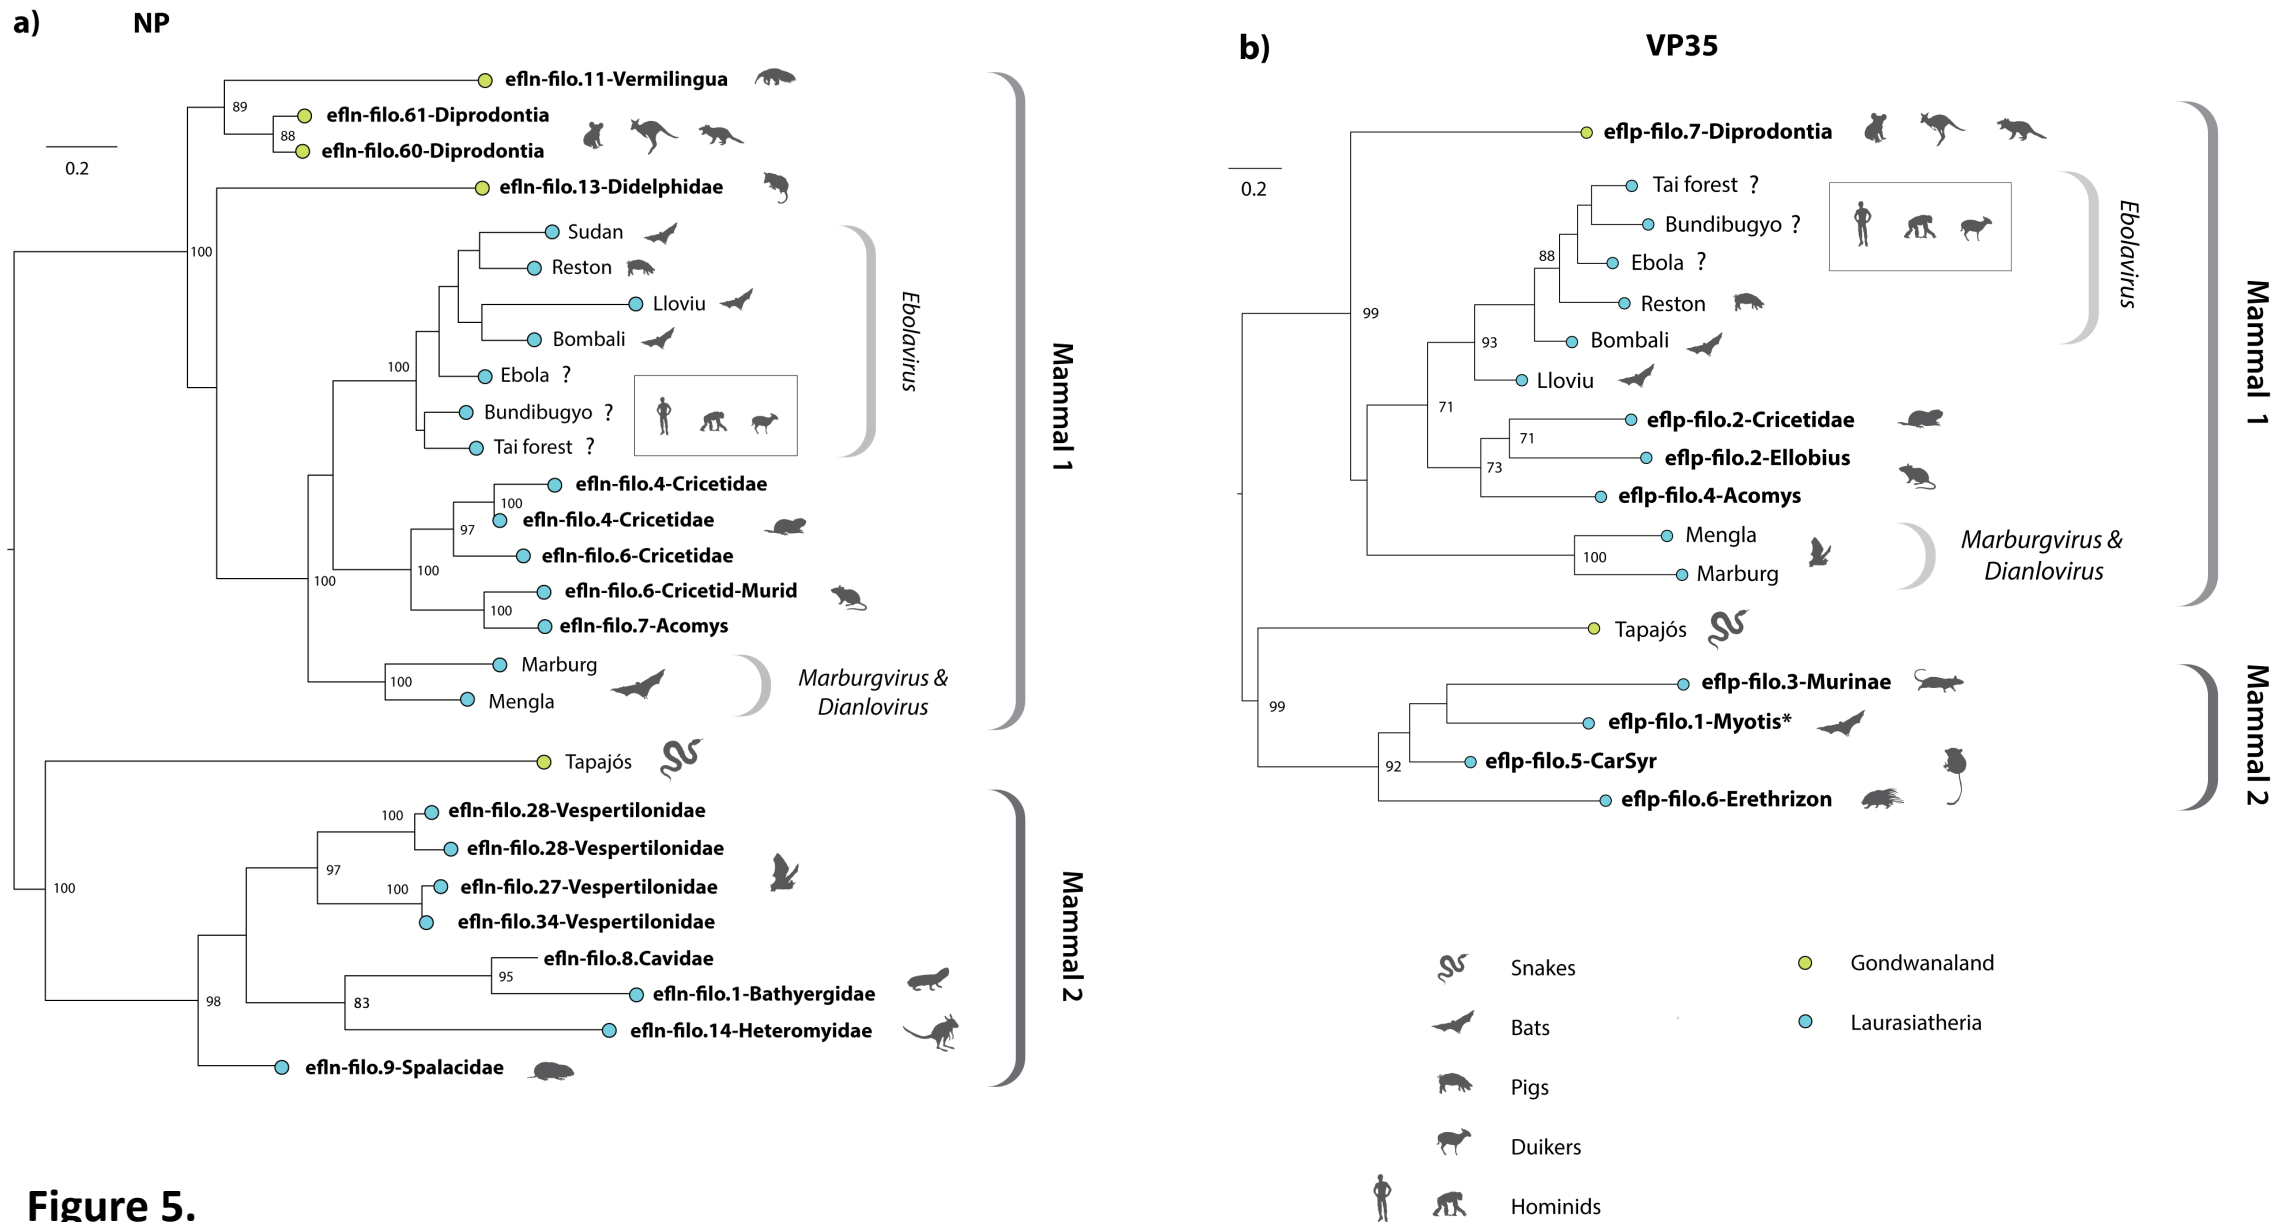 a) NP
efln-filo.11-Vermilingua
89
efln-filo.61-Diprodontia
88
efln-filo.60-Diprodontia
0.2
efln-filo.13-Didelphidae
Sudan
100
Reston
Lloviu
Bombali
100
Ebola ?
Bundibugyo ?
Tai forest ?
Ebolavirus
efln-filo.4-Cricetidae
100
efln-filo.4-Cricetidae
97
efln-filo.6-Cricetidae
100
100
efln-filo.6-Cricetid-Murid
100
efln-filo.7-Acomys
Marburg
100
Mengla
Marburgvirus &
Dianlovirus
Mammal 1
Tapajós
100
efln-filo.28-Vespertilonidae
100
efln-filo.28-Vespertilonidae
97
efln-filo.27-Vespertilonidae
100
efln-filo.34-Vespertilonidae
efln-filo.8.Cavidae
95
efln-filo.1-Bathyergidae
98
83
efln-filo.14-Heteromyidae
efln-filo.9-Spalacidae
Mammal 2
b) VP35
eflp-filo.7-Diprodontia
0.2
Tai forest ?
Bundibugyo ?
88
Ebola ?
Reston
99
Bombali
93
Lloviu
Ebolavirus
71
eflp-filo.2-Cricetidae
71
eflp-filo.2-Ellobius
73
eflp-filo.4-Acomys
Mengla
100
Marburg
Marburgvirus &
Dianlovirus
Mammal 1
Tapajós
99
eflp-filo.3-Murinae
eflp-filo.1-Myotis*
92
eflp-filo.5-CarSyr
eflp-filo.6-Erethrizon
Mammal 2
Snakes
Bats
Pigs
Duikers
Hominids
Gondwanaland
Laurasiatheria
Figure 5.